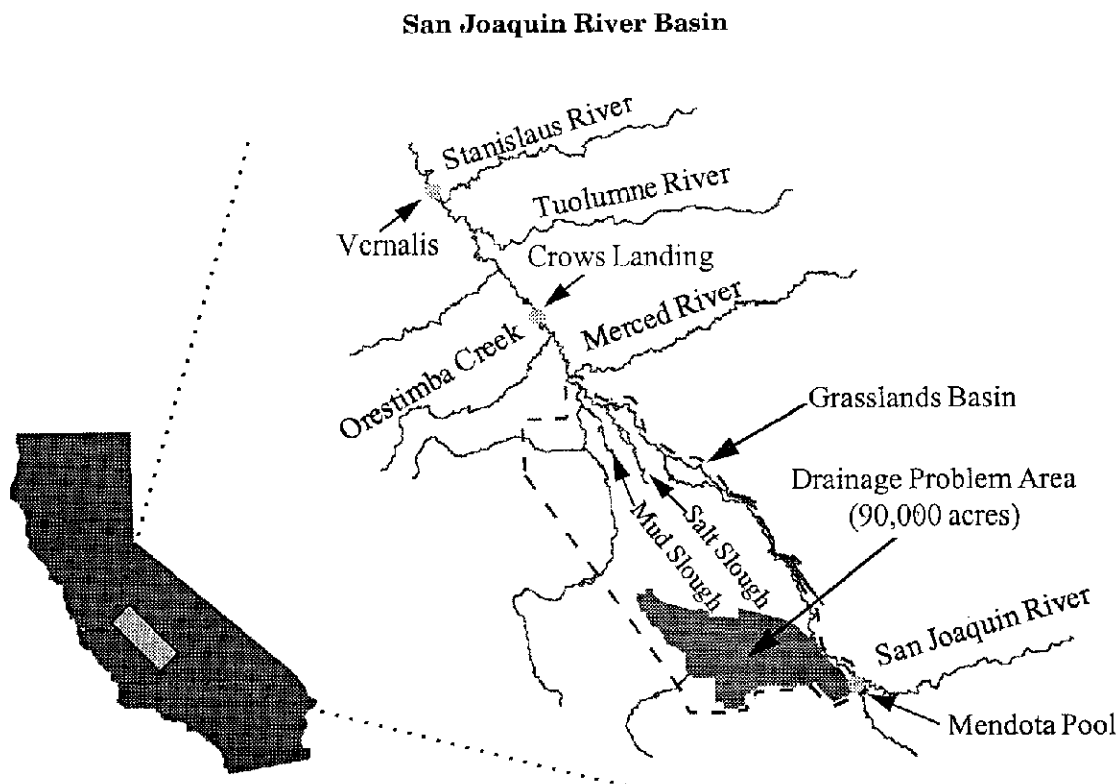 San Joaquin River Basin
Stanislaus River
Tuolumne River
Vernalis
Crows Landing
Merced River
Orestimba Creek
Grasslands Basin
Drainage Problem Area
(90,000 acres)
Mud Slough
Salt Slough
San Joaquin River
Mendota Pool